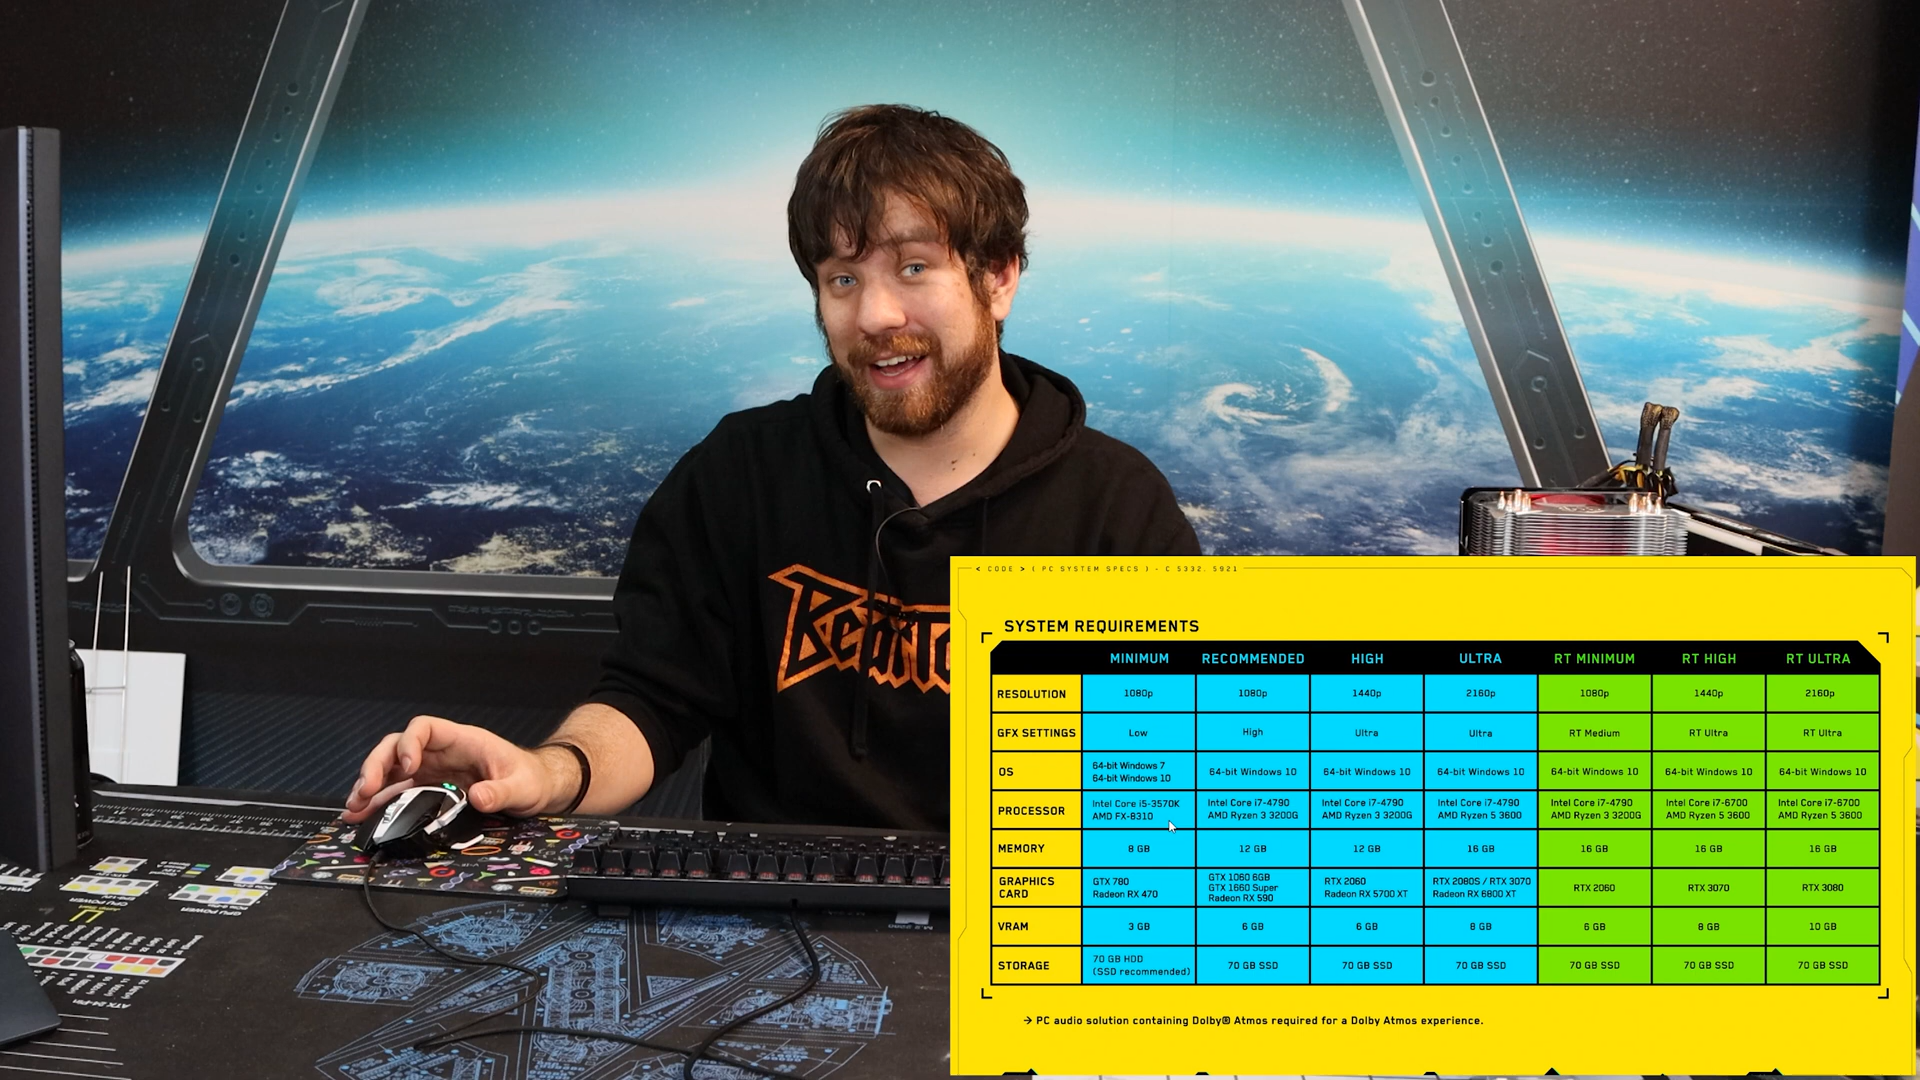 < CODE > ( PC SYSTEM SPECS ) - C 5332. 5921
SYSTEM REQUIREMENTS
MINIMUM RECOMMENDED HIGH ULTRA RT MINIMUM RT HIGH RT ULTRA
RESOLUTION 1080p 1080p 1440p 2160p 1080p 1440p 2160p
GFX SETTINGS Low High Ultra Ultra RT Medium RT Ultra RT Ultra
OS 64-bit Windows 7
64-bit Windows 10 64-bit Windows 10 64-bit Windows 10 64-bit Windows 10 64-bit Windows 10 64-bit Windows 10 64-bit Windows 10
PROCESSOR Intel Core i5-3570K Intel Core i7-4790 Intel Core i7-4790 Intel Core i7-4790 Intel Core i7-4790 Intel Core i7-6700 Intel Core i7-6700
AMD FX-8310 AMD Ryzen 3 3200G AMD Ryzen 3 3200G AMD Ryzen 5 3600 AMD Ryzen 3 3200G AMD Ryzen 5 3600 AMD Ryzen 5 3600
MEMORY 8 GB 12 GB 12 GB 16 GB 16 GB 16 GB 16 GB
GRAPHICS CARD GTX 780
Radeon RX 470 GTX 1060 6GB
GTX 1660 Super
Radeon RX 590 RTX 2060
Radeon RX 5700 XT RTX 2080S / RTX 3070
Radeon RX 6800 XT RTX 2060 RTX 3070 RTX 3080
VRAM 3 GB 6 GB 6 GB 8 GB 6 GB 8 GB 10 GB
STORAGE 70 GB HDD
(SSD recommended) 70 GB SSD 70 GB SSD 70 GB SSD 70 GB SSD 70 GB SSD 70 GB SSD
→ PC audio solution containing Dolby® Atmos required for a Dolby Atmos experience.
GPU POWER
GPU POWER
ATX 24-Pin